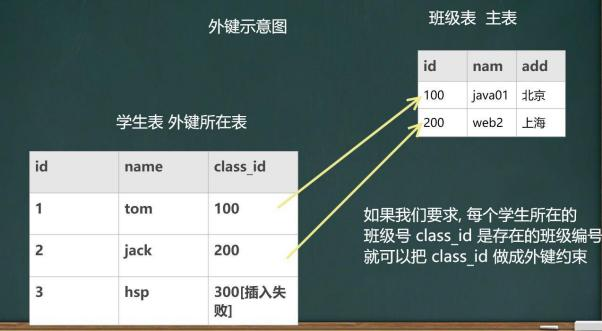 外键示意图
班级表 主表
id nam add
100 java01 北京
200 web2 上海
学生表 外键所在表
id name class_id
1 tom 100
2 jack 200
3 hsp 300[插入失
败]
如果我们要求, 每个学生所在的
班级号 class_id 是存在的班级编号
就可以把 class_id 做成外键约束